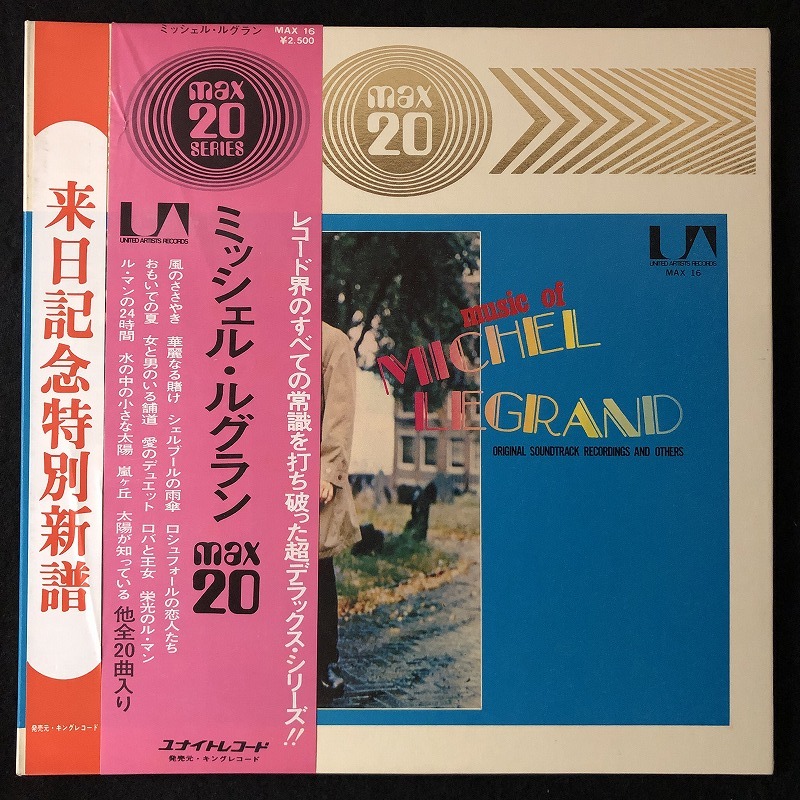 来日記念特別新譜
発売元・キングレコード
ミッシェル・ルグラン
MAX 16
¥2.500
max
20
SERIES
UA
UNITED ARTISTS RECORDS
レコード界のすべての常識を打ち破った超デラックス・シリーズ!!
ミッシェル・ルグラン
max
20
風のささやき 華麗なる賭け シェルブールの雨傘 ロシュフォールの恋人たち
おもいでの夏 女と男のいる舗道 愛のデュエット ロバと王女 栄光のル・マン
ル・マンの24時間 水の中の小さな太陽 嵐ヶ丘 太陽が知っている
他全20曲入り
ユナイトレコード
発売元・キングレコード
max
20
UA
UNITED ARTISTS RECORDS
MAX 16
music of
MICHEL
LEGRAND
ORIGINAL SOUNDTRACK RECORDINGS AND OTHERS